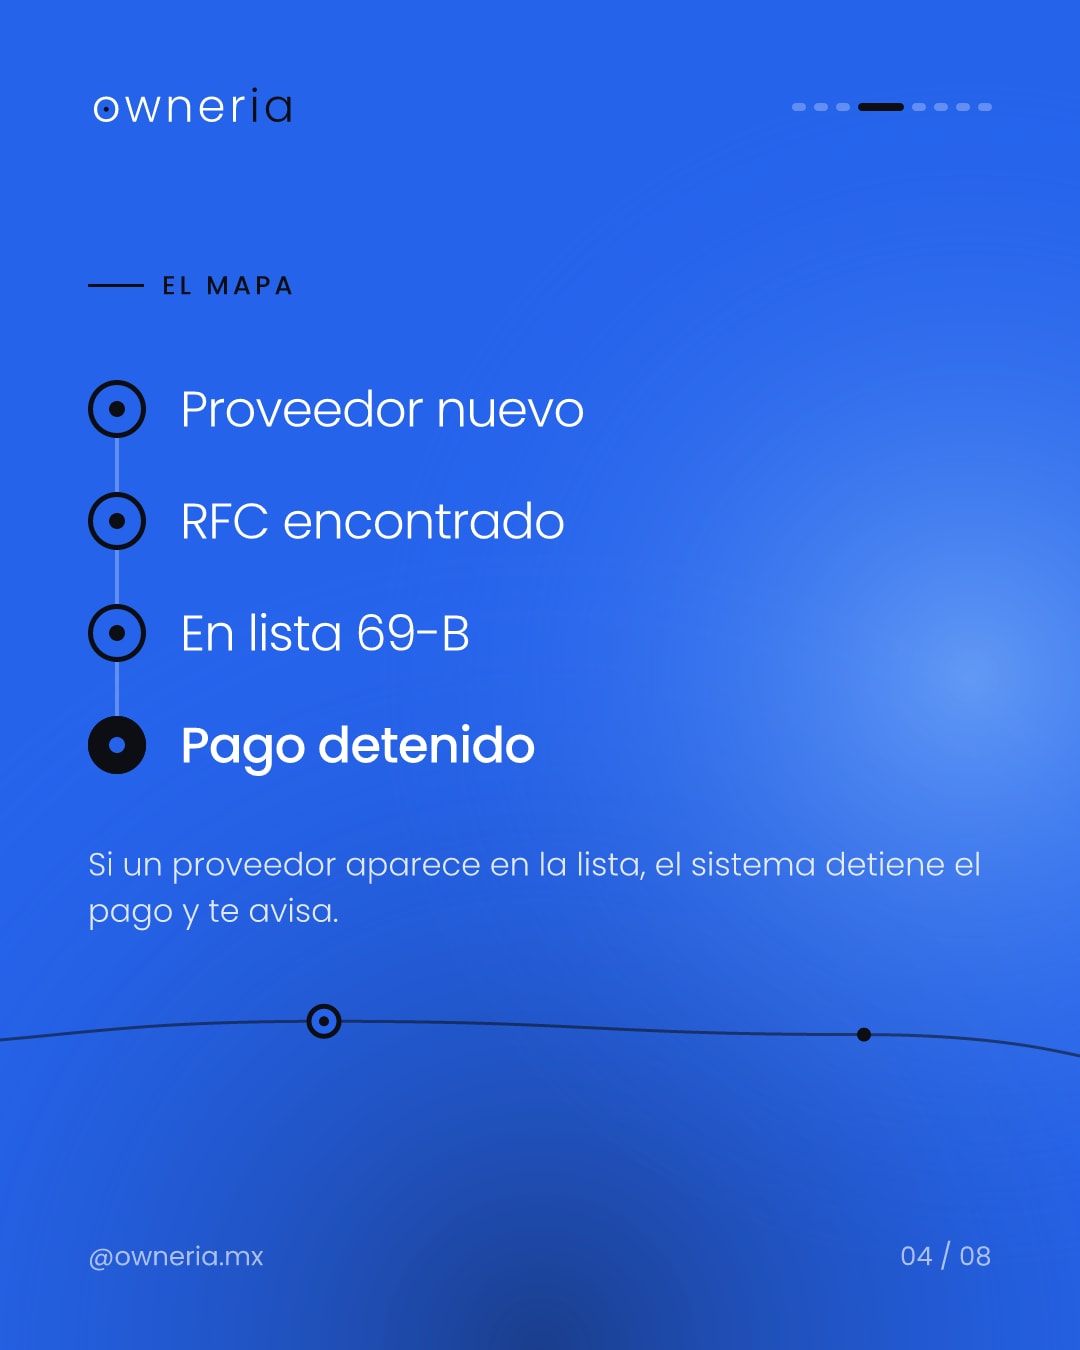 owneria
EL MAPA
Proveedor nuevo
RFC encontrado
En lista 69-B
Pago detenido
Si un proveedor aparece en la lista, el sistema detiene el
pago y te avisa.
@owneria.mx
04 / 08